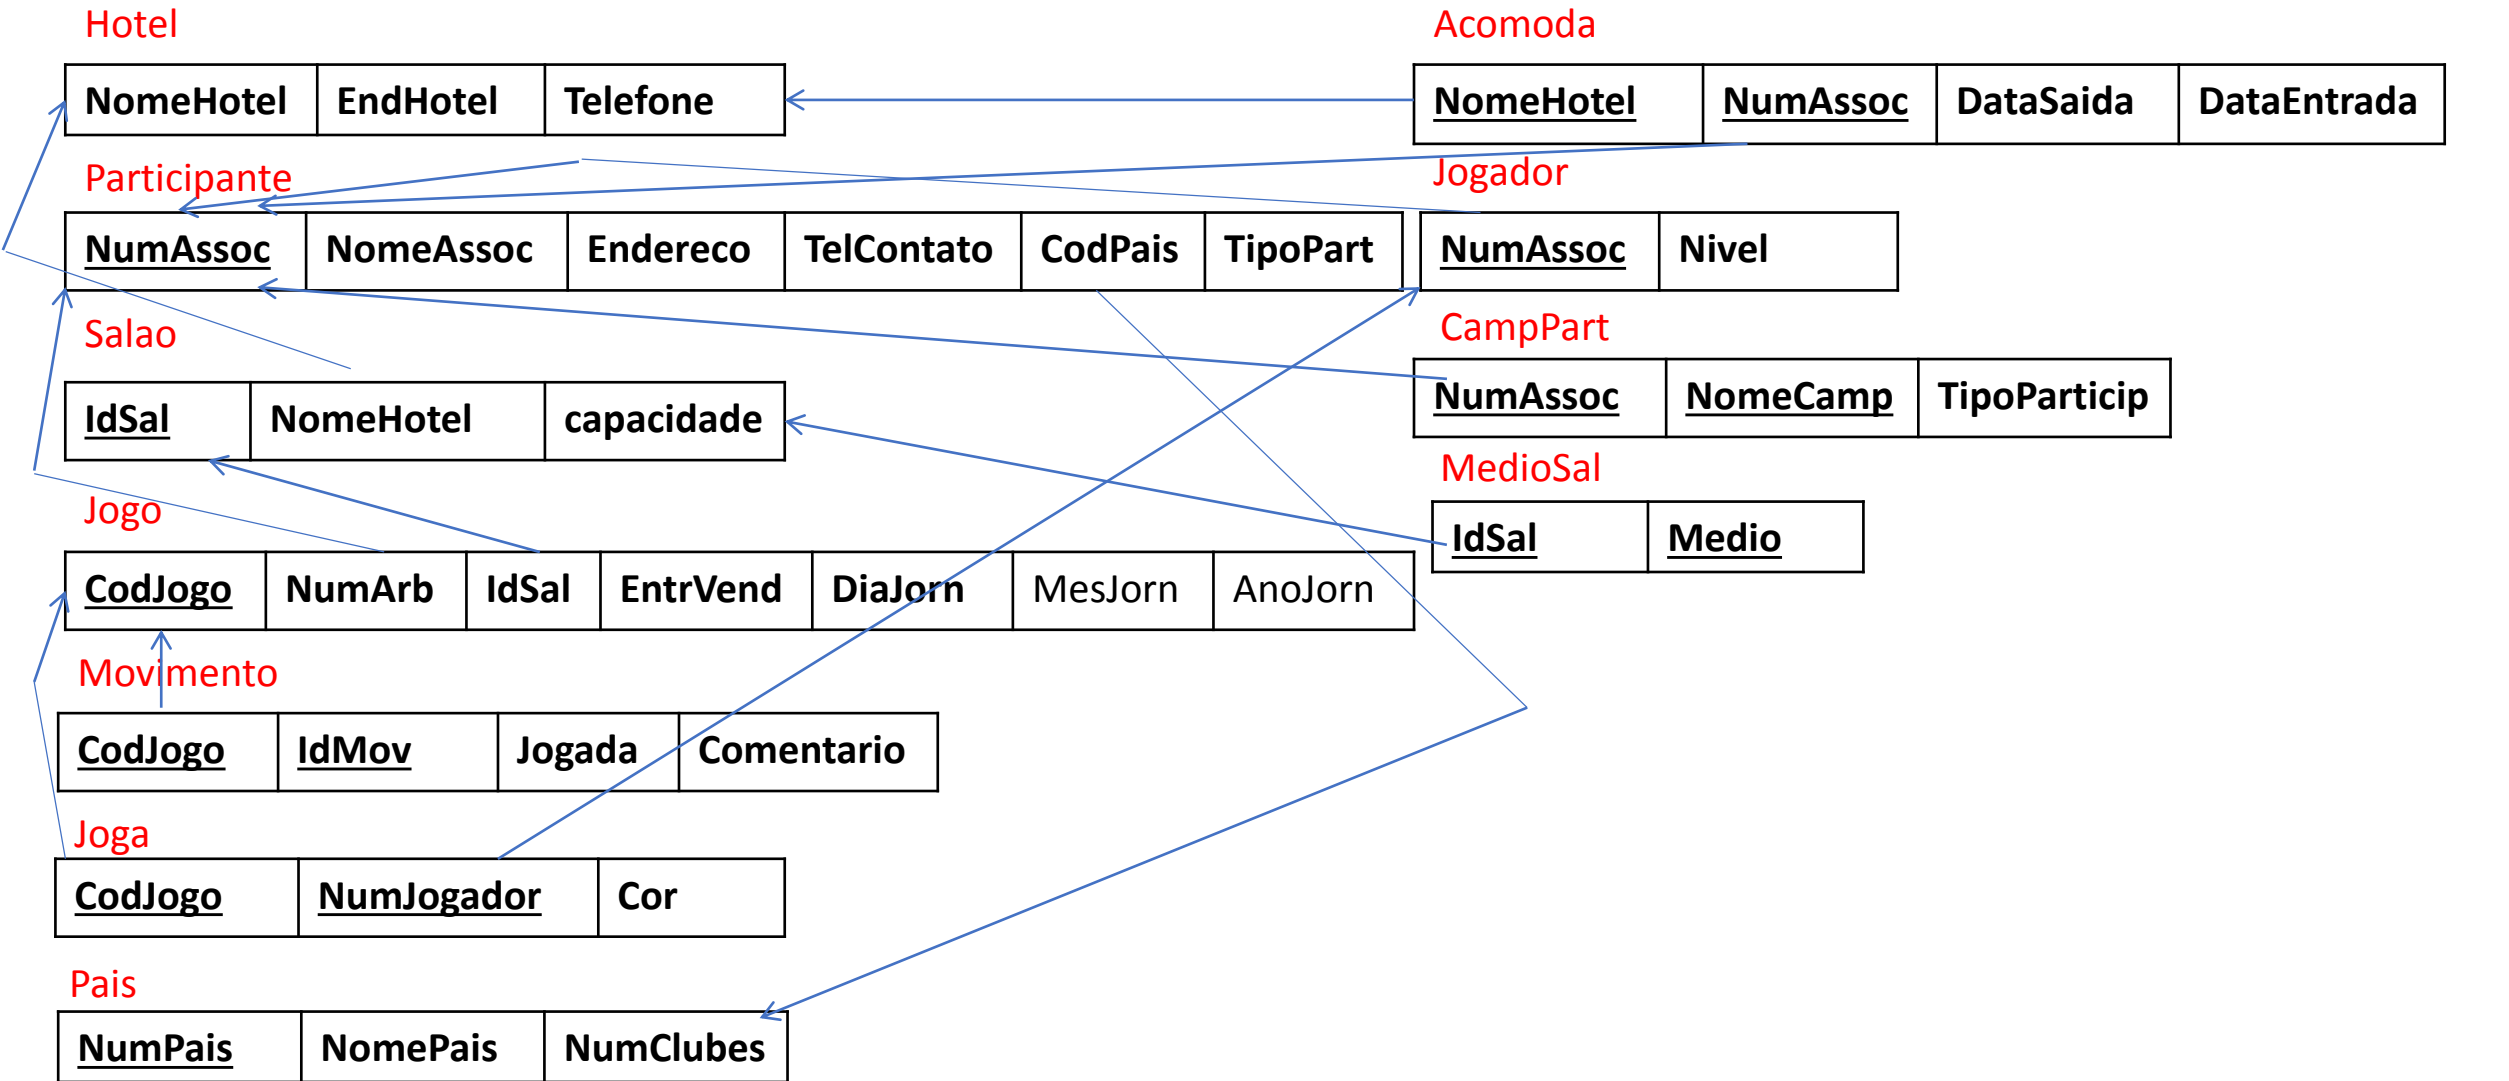 Hotel
NomeHotel EndHotel Telefone
Acomoda
NomeHotel NumAssoc DataSaida DataEntrada
Participante
NumAssoc NomeAssoc Endereco TelContato CodPais TipoPart
Jogador
NumAssoc Nivel
Salao
IdSal NomeHotel capacidade
CampPart
NumAssoc NomeCamp TipoParticip
MedioSal
IdSal Medio
Jogo
CodJogo NumArb IdSal EntrVend DiaJorn MesJorn AnoJorn
Movimento
CodJogo IdMov Jogada Comentario
Joga
CodJogo NumJogador Cor
Pais
NumPais NomePais NumClubes